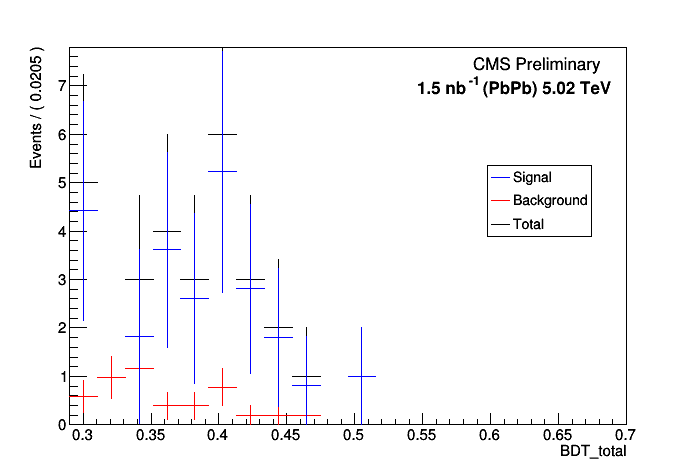 CMS Preliminary
1.5 nb-1 (PbPb) 5.02 TeV
Events / ( 0.0205 )
7
6
5
4
3
2
1
0
Signal
Background
Total
0.3 0.35 0.4 0.45 0.5 0.55 0.6 0.65 0.7
BDT_total